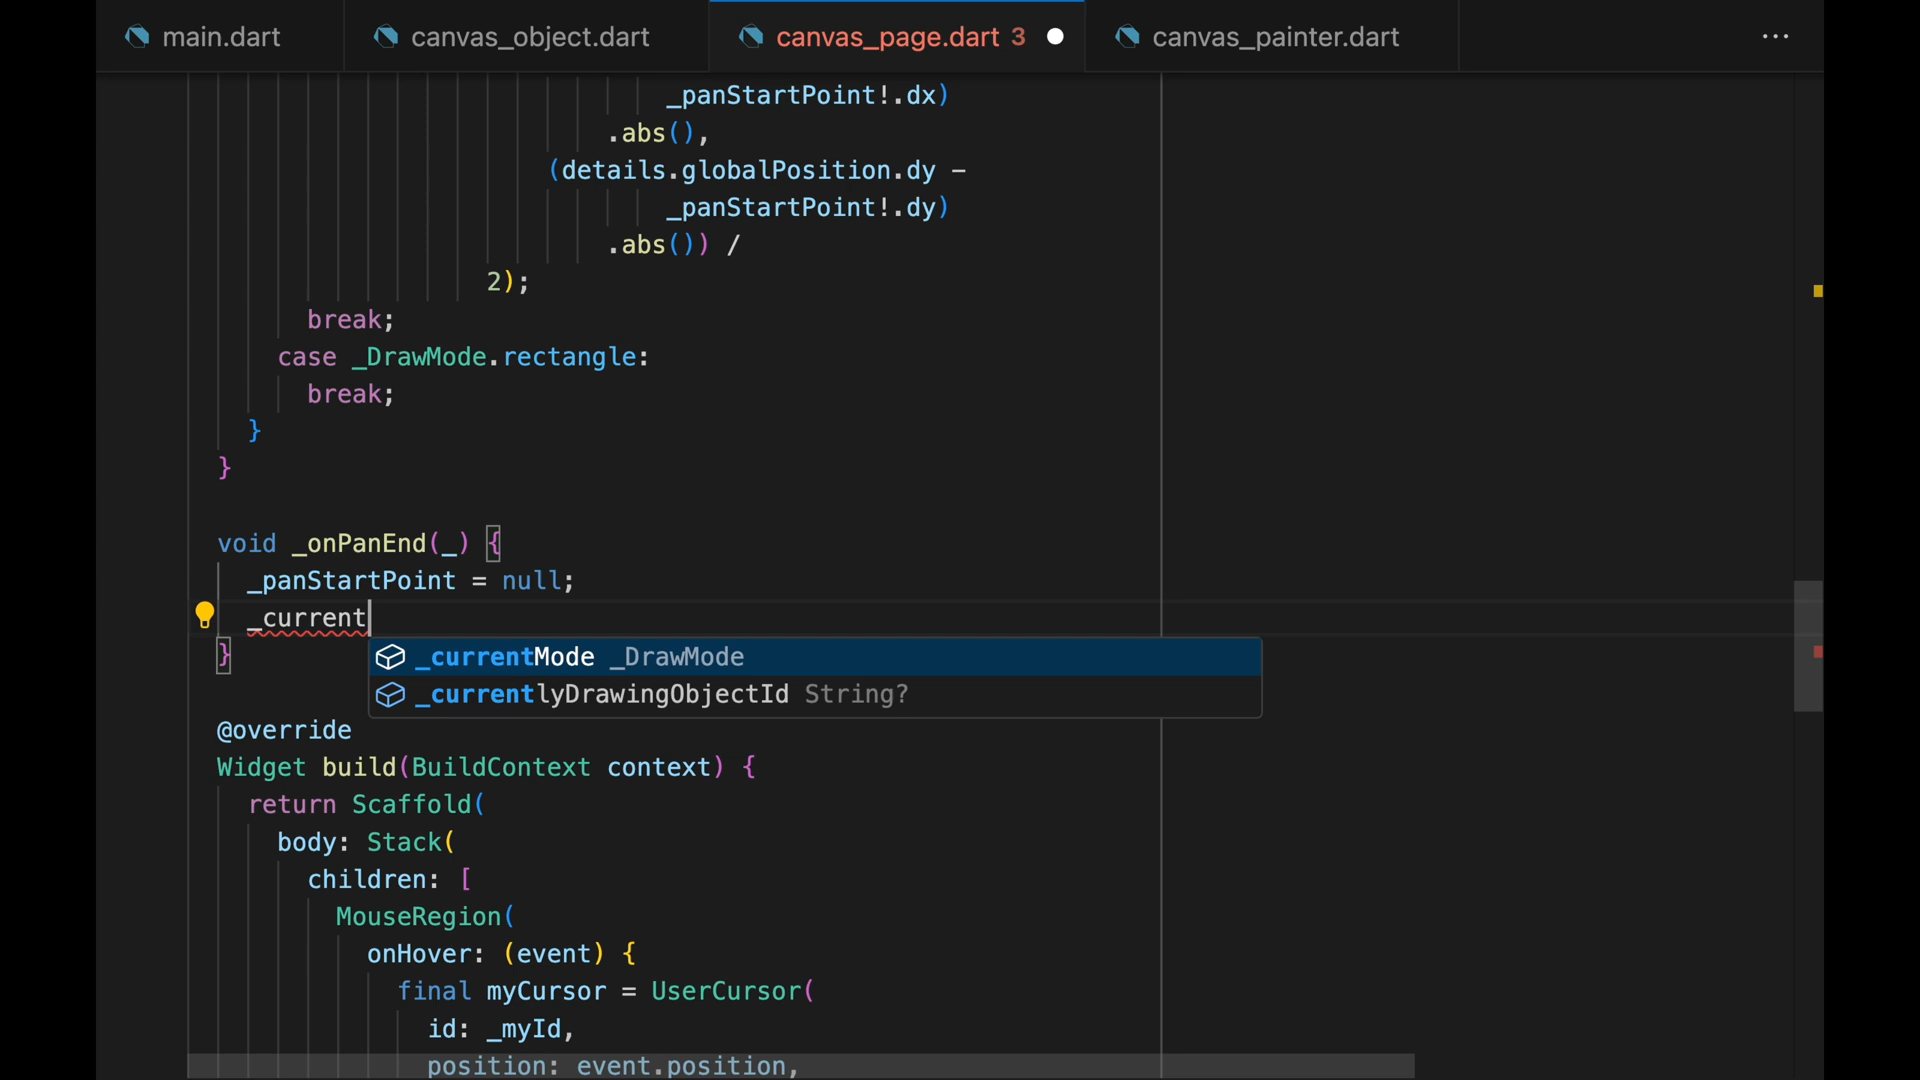 main.dart canvas_object.dart canvas_page.dart 3 canvas_painter.dart ...
_panStartPoint!.dx)
.abs(),
(details.globalPosition.dy -
_panStartPoint!.dy)
.abs()) /
2);
break;
case _DrawMode.rectangle:
break;
}
}
void _onPanEnd(_) {
_panStartPoint = null;
_current
}
_currentMode _DrawMode
_currentlyDrawingObjectId String?
@override
Widget build(BuildContext context) {
return Scaffold(
body: Stack(
children: [
MouseRegion(
onHover: (event) {
final myCursor = UserCursor(
id: _myId,
position: event.position,